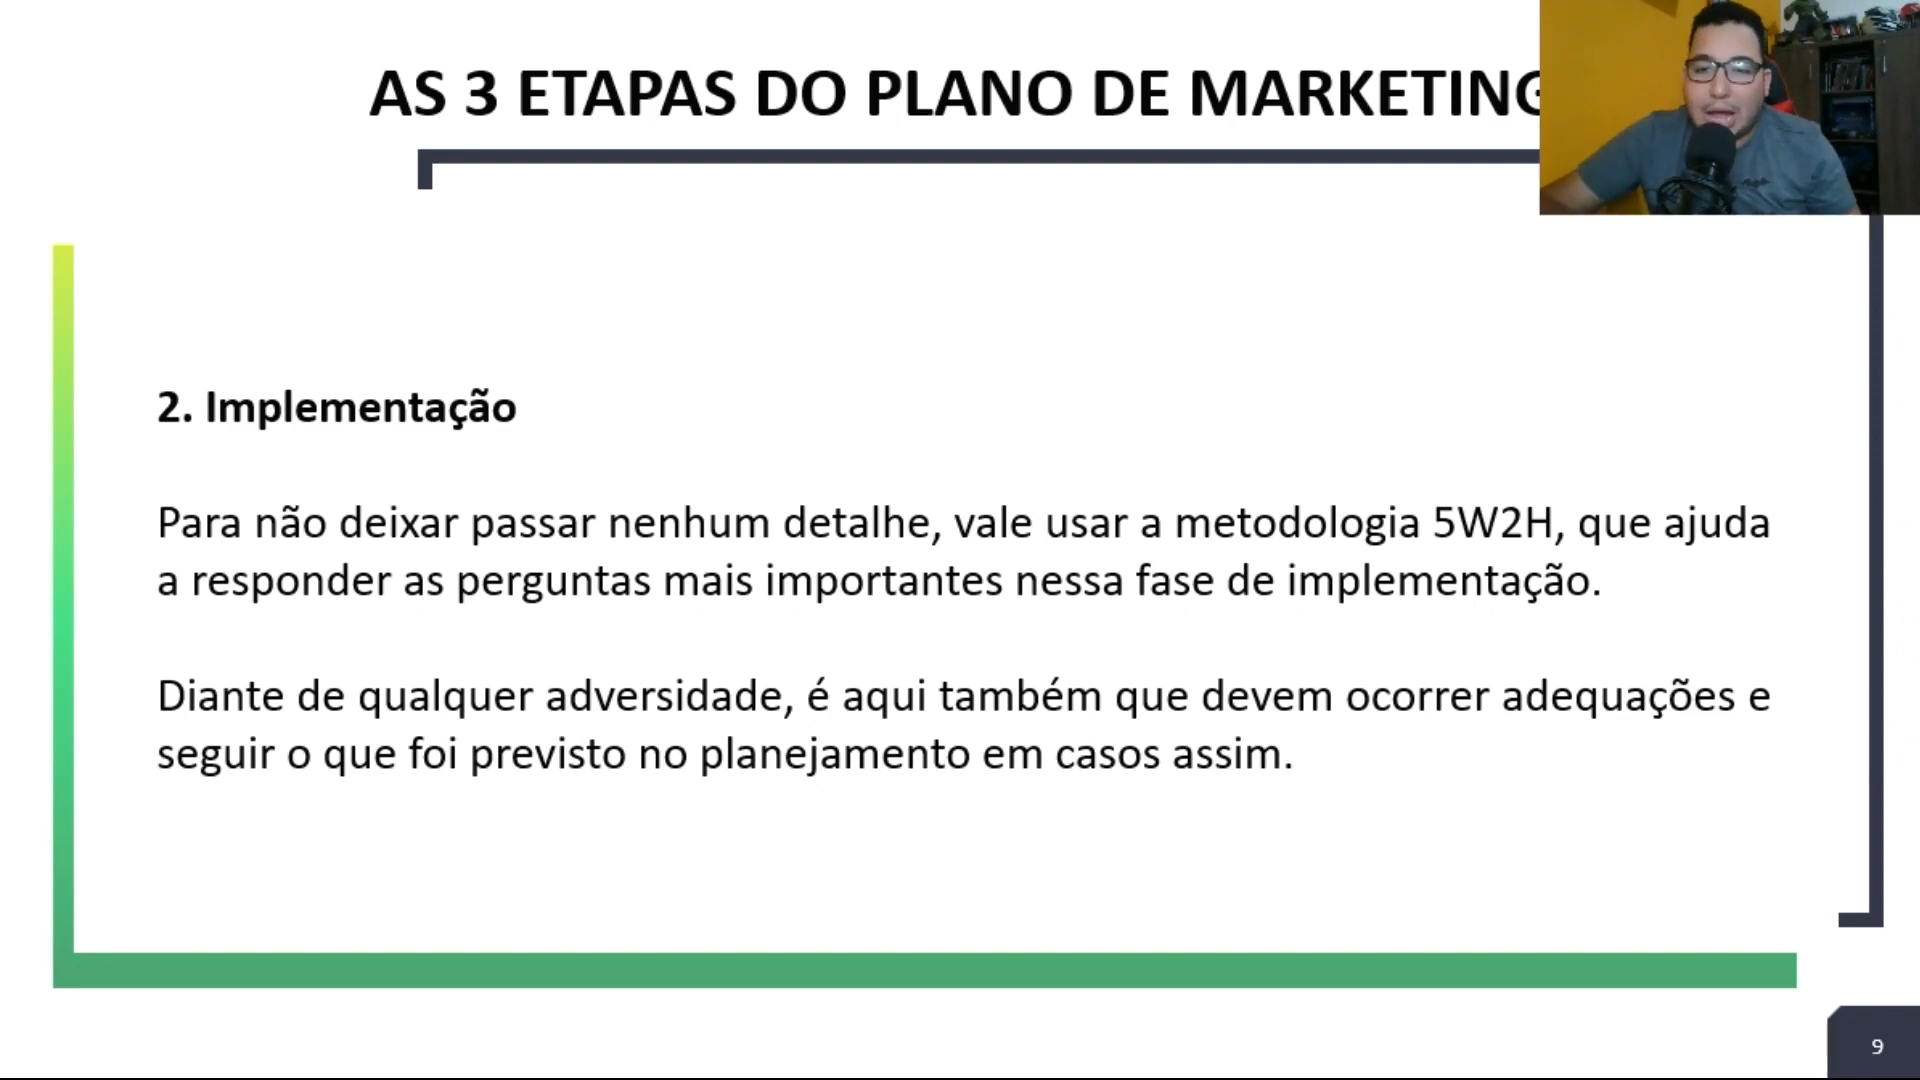 AS 3 ETAPAS DO PLANO DE MARKETING
2. Implementação
Para não deixar passar nenhum detalhe, vale usar a metodologia 5W2H, que ajuda
a responder as perguntas mais importantes nessa fase de implementação.
Diante de qualquer adversidade, é aqui também que devem ocorrer adequações e
seguir o que foi previsto no planejamento em casos assim.
9